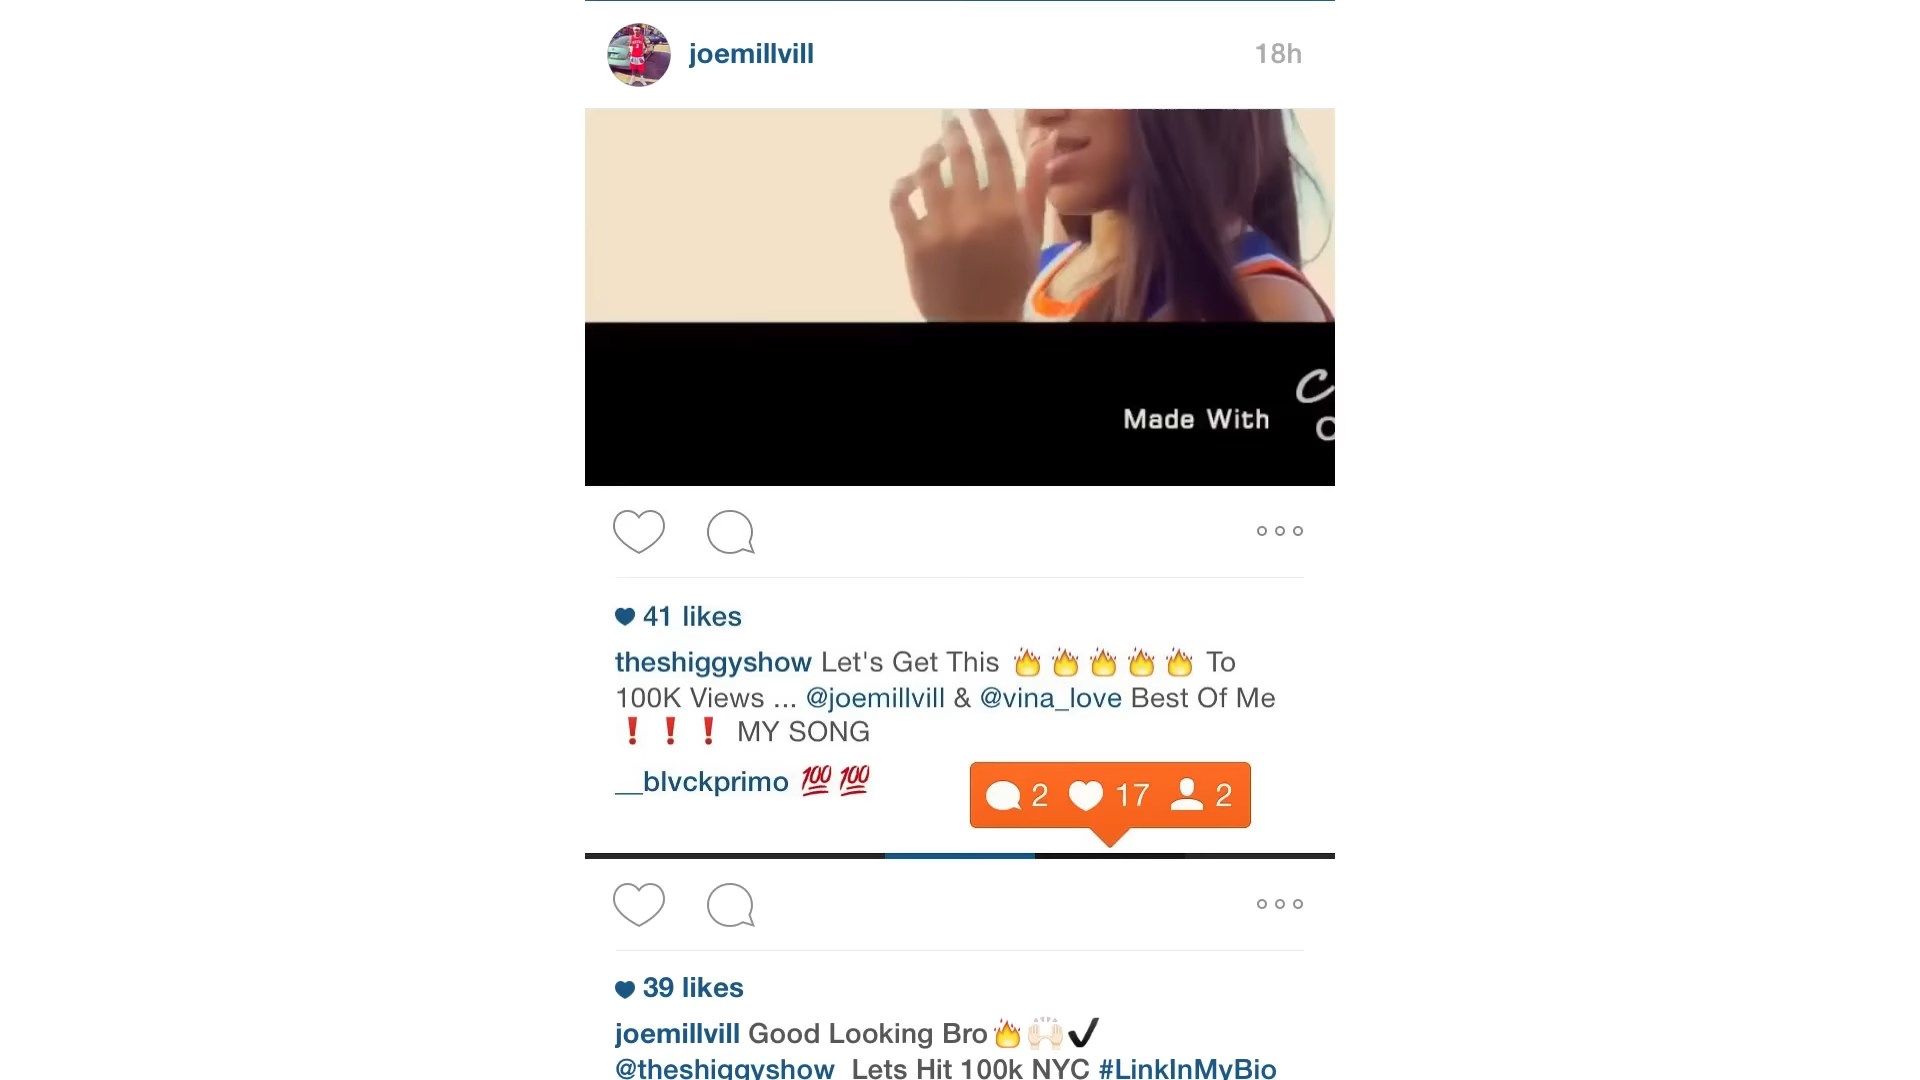 joemillvill 18h
Made With
41 likes
theshiggyshow Let's Get This 🔥🔥🔥🔥🔥 To
100K Views ... @joemillvill & @vina_love Best Of Me
❗❗❗ MY SONG
__blvckprimo 💯💯
2 17 2
39 likes
joemillvill Good Looking Bro🔥🙌🏻✔
@theshiggyshow Lets Hit 100k NYC #LinkInMyBio